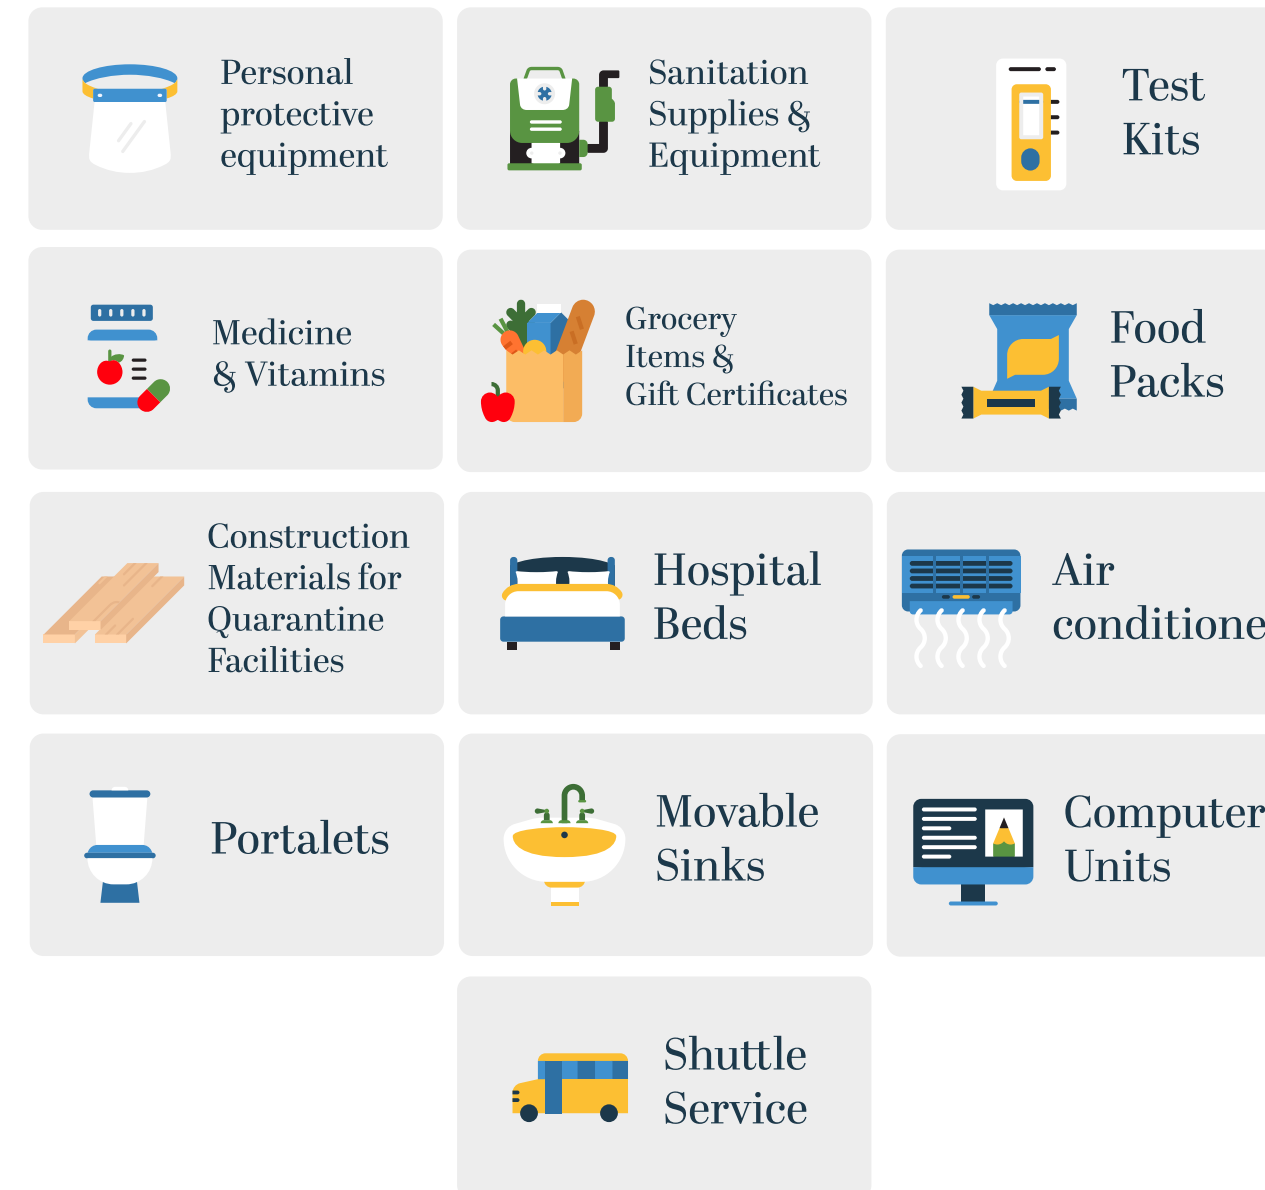 Personal
protective
equipment
Sanitation
Supplies &
Equipment
Test
Kits
Medicine
& Vitamins
Grocery
Items &
Gift Certificates
Food
Packs
Construction
Materials for
Quarantine
Facilities
Hospital
Beds
Air
conditione
Portalets
Movable
Sinks
Computer
Units
Shuttle
Service